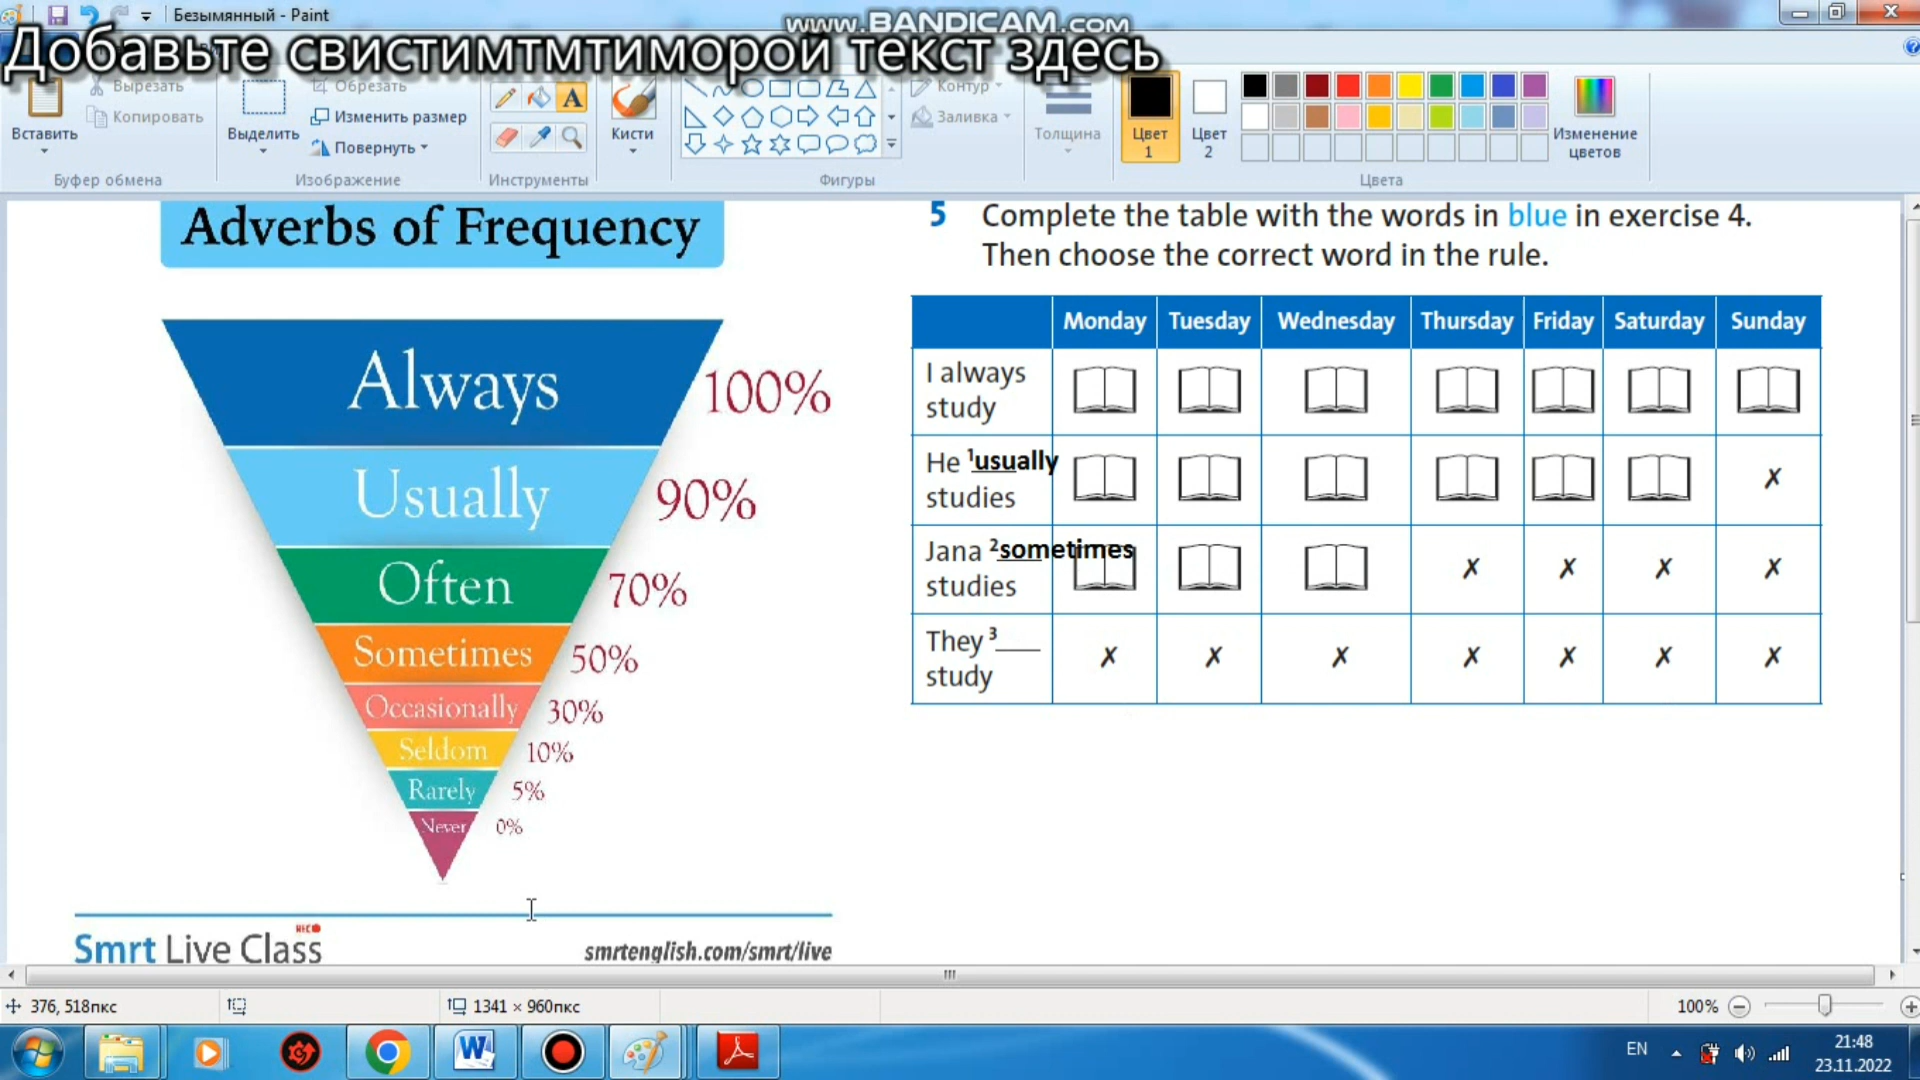 Безымянный - Paint
www.BANDICAM.com
Добавьте свистимтмтиморой текст здесь
Вставить
Вырезать
Копировать
Буфер обмена
Выделить
Обрезать
Изменить размер
Повернуть
Изображение
Инструменты
Кисти
Фигуры
Контур
Заливка
Толщина
Цвет 1
Цвет 2
Изменение цветов
Цвета
Adverbs of Frequency
Always 100%
Usually 90%
Often 70%
Sometimes 50%
Occasionally 30%
Seldom 10%
Rarely 5%
Never 0%
REC
Smrt Live Class
smrtenglish.com/smrt/live
5 Complete the table with the words in blue in exercise 4.
Then choose the correct word in the rule.
Monday Tuesday Wednesday Thursday Friday Saturday Sunday
I always
study
He ¹usually
studies ✗
Jana ²sometimes
studies ✗ ✗ ✗ ✗
They ³___
study ✗ ✗ ✗ ✗ ✗ ✗ ✗
376, 518пкс
1341 × 960пкс
100%
EN
21:48
23.11.2022